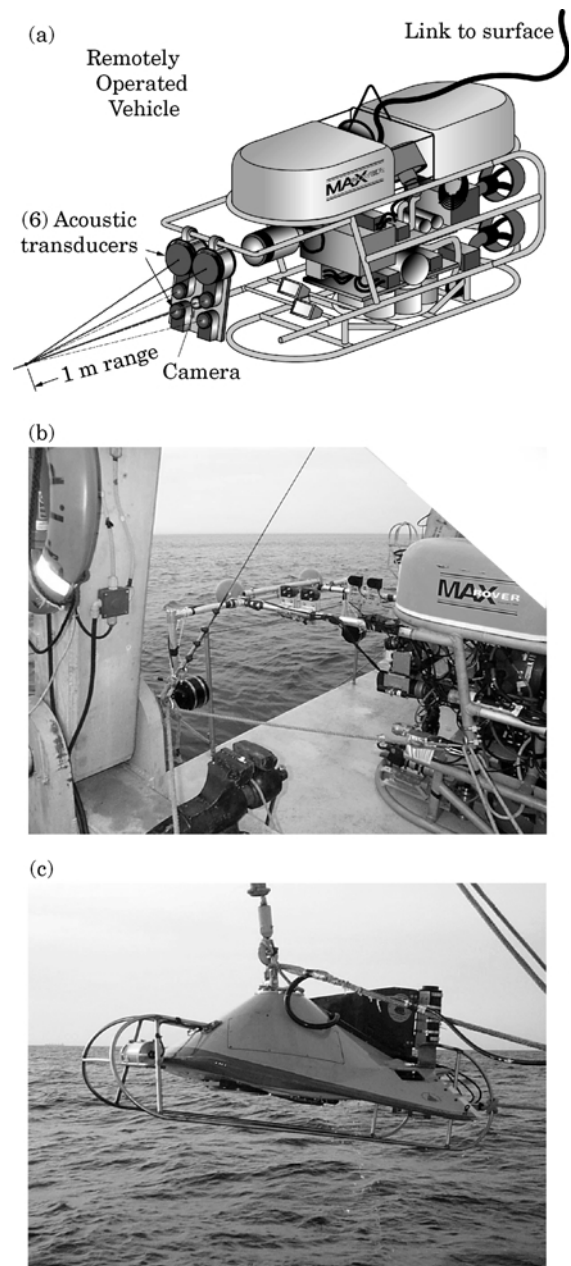 (a)
Link to surface
Remotely
Operated
Vehicle
MAX
(6) Acoustic
transducers
1 m range
Camera
(b)
MAX ROVER
(c)